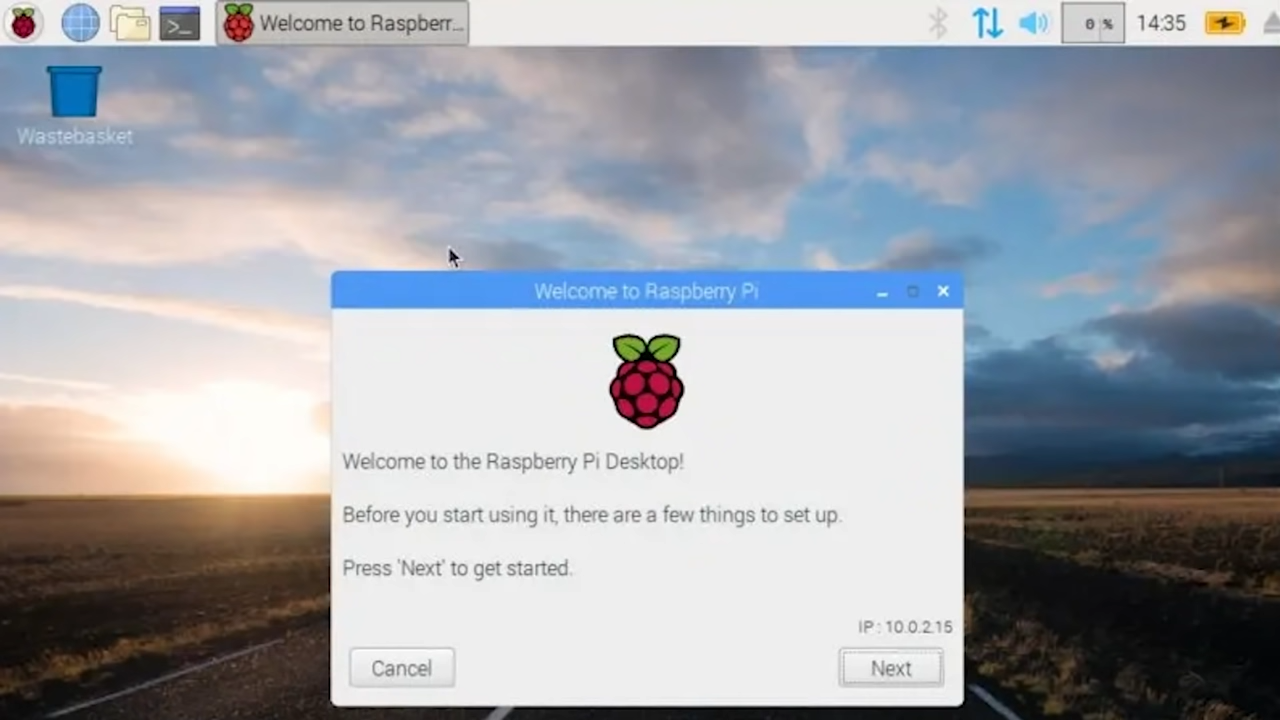 Welcome to Raspberr...
0 %
14:35
Wastebasket
Welcome to Raspberry Pi
Welcome to the Raspberry Pi Desktop!
Before you start using it, there are a few things to set up.
Press 'Next' to get started.
IP : 10.0.2.15
Cancel
Next